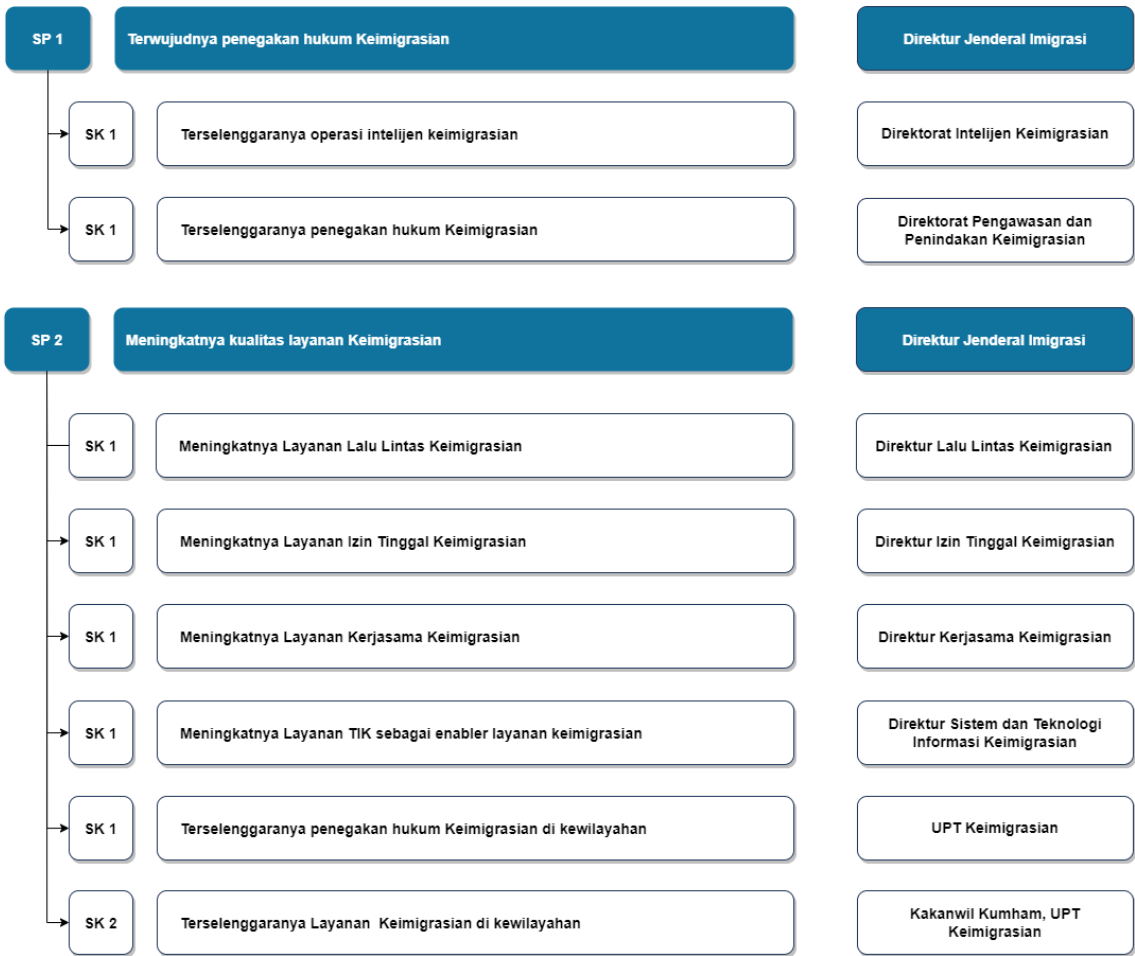 SP 1
Terwujudnya penegakan hukum Keimigrasian
Direktur Jenderal Imigrasi
SK 1
Terselenggaranya operasi intelijen keimigrasian
Direktorat Intelijen Keimigrasian
SK 1
Terselenggaranya penegakan hukum Keimigrasian
Direktorat Pengawasan dan
Penindakan Keimigrasian
SP 2
Meningkatnya kualitas layanan Keimigrasian
Direktur Jenderal Imigrasi
SK 1
Meningkatnya Layanan Lalu Lintas Keimigrasian
Direktur Lalu Lintas Keimigrasian
SK 1
Meningkatnya Layanan Izin Tinggal Keimigrasian
Direktur Izin Tinggal Keimigrasian
SK 1
Meningkatnya Layanan Kerjasama Keimigrasian
Direktur Kerjasama Keimigrasian
SK 1
Meningkatnya Layanan TIK sebagai enabler layanan keimigrasian
Direktur Sistem dan Teknologi
Informasi Keimigrasian
SK 1
Terselenggaranya penegakan hukum Keimigrasian di kewilayahan
UPT Keimigrasian
SK 2
Terselenggaranya Layanan  Keimigrasian di kewilayahan
Kakanwil Kumham, UPT
Keimigrasian